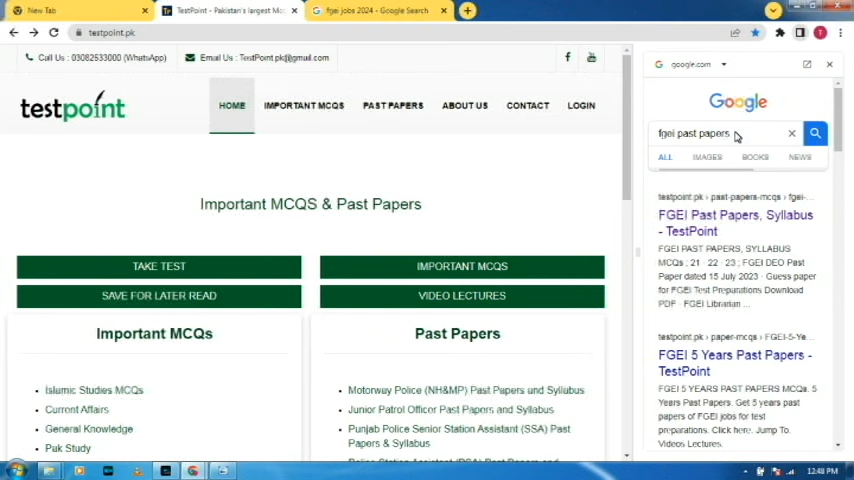 New Tab
TestPoint - Pakistan's largest Mc
fgei jobs 2024 - Google Search
testpoint.pk
T
Call Us : 03082533000 (WhatsApp)
Email Us : TestPoint.pk@gmail.com
testpoint
HOME
IMPORTANT MCQS
PAST PAPERS
ABOUT US
CONTACT
LOGIN
Important MCQS & Past Papers
TAKE TEST
IMPORTANT MCQS
SAVE FOR LATER READ
VIDEO LECTURES
Important MCQs
Islamic Studies MCQs
Current Affairs
General Knowledge
Pak Study
Past Papers
Motorway Police (NH&MP) Past Papers und Syllabus
Junior Patrol Officer Past Papers and Syllabus
Punjab Police Senior Station Assistant (SSA) Past
Papers & Syllabus
google.com
Google
fgei past papers
ALL
IMAGES
BOOKS
NEWS
testpoint.pk › past-papers-mcqs › fgei-...
FGEI Past Papers, Syllabus
- TestPoint
FGEI PAST PAPERS, SYLLABUS
MCQs ; 21 · 22 · 23 ; FGEI DEO Past
Paper dated 15 July 2023 · Guess paper
for FGEI Test Preparations Download
PDF · FGEI Librarian ...
testpoint.pk › paper-mcqs › FGEI-5-Ye...
FGEI 5 Years Past Papers -
TestPoint
FGEI 5 YEARS PAST PAPERS MCQs. 5
Years Past Papers. Get 5 years past
papers of FGEI jobs for test
preparations. Click here. Jump To.
Videos Lectures.
12:48 PM